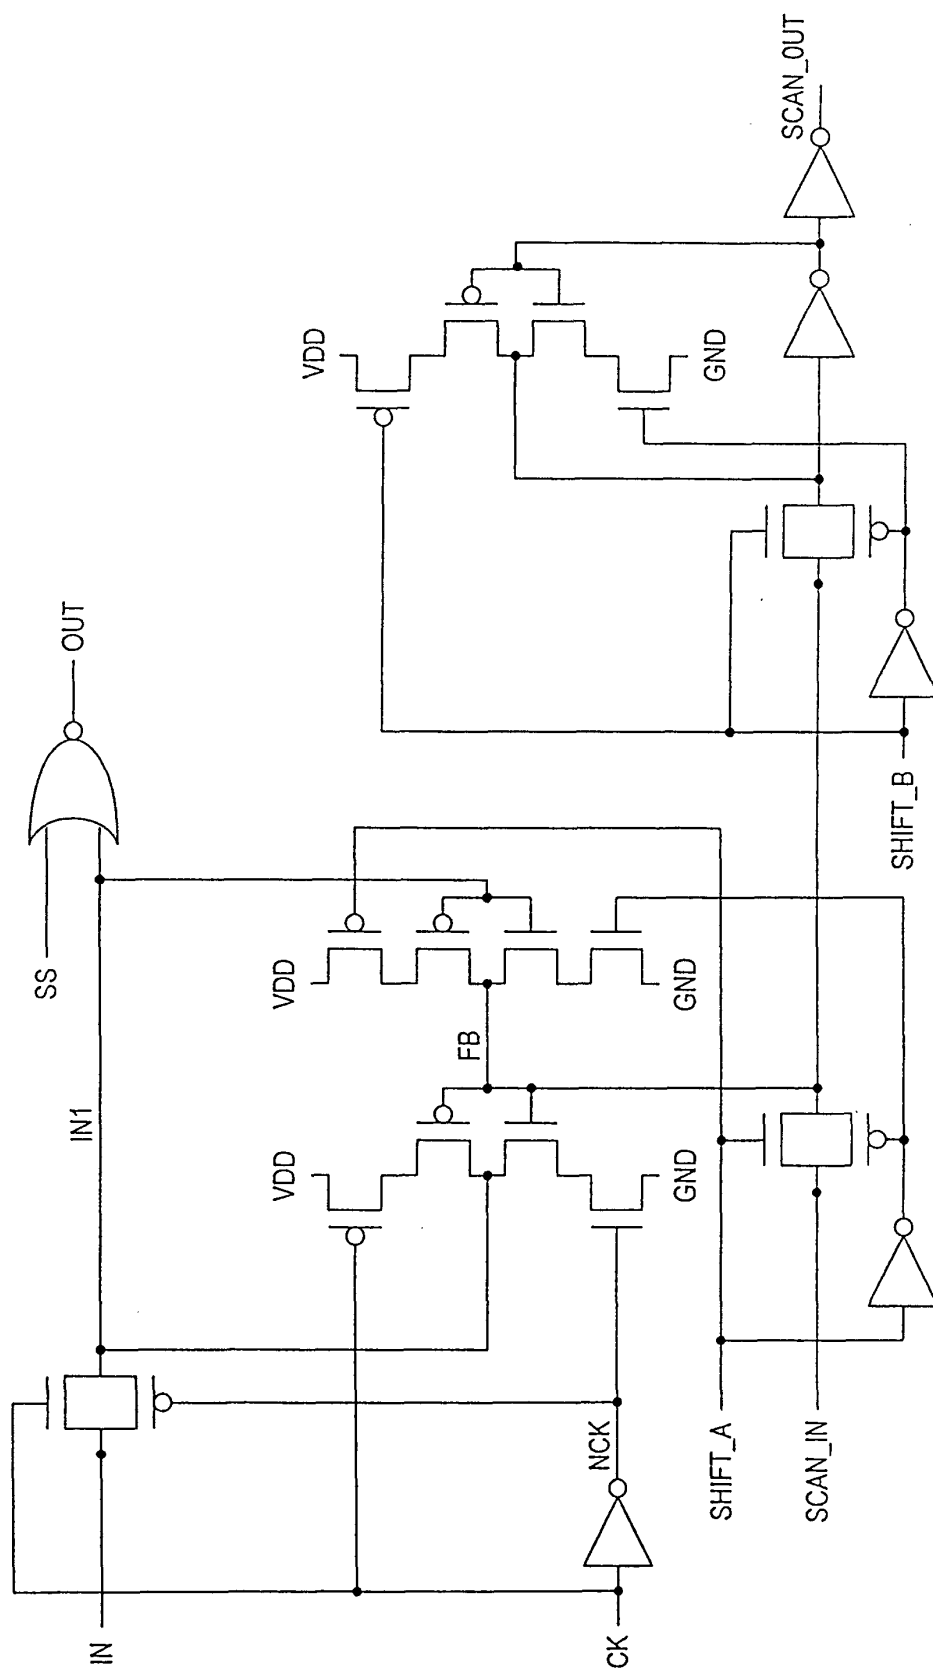 IN
IN1
SS
OUT
CK
NCK
VDD
GND
FB
VDD
GND
SHIFT_A
SCAN_IN
SHIFT_B
VDD
GND
SCAN_OUT